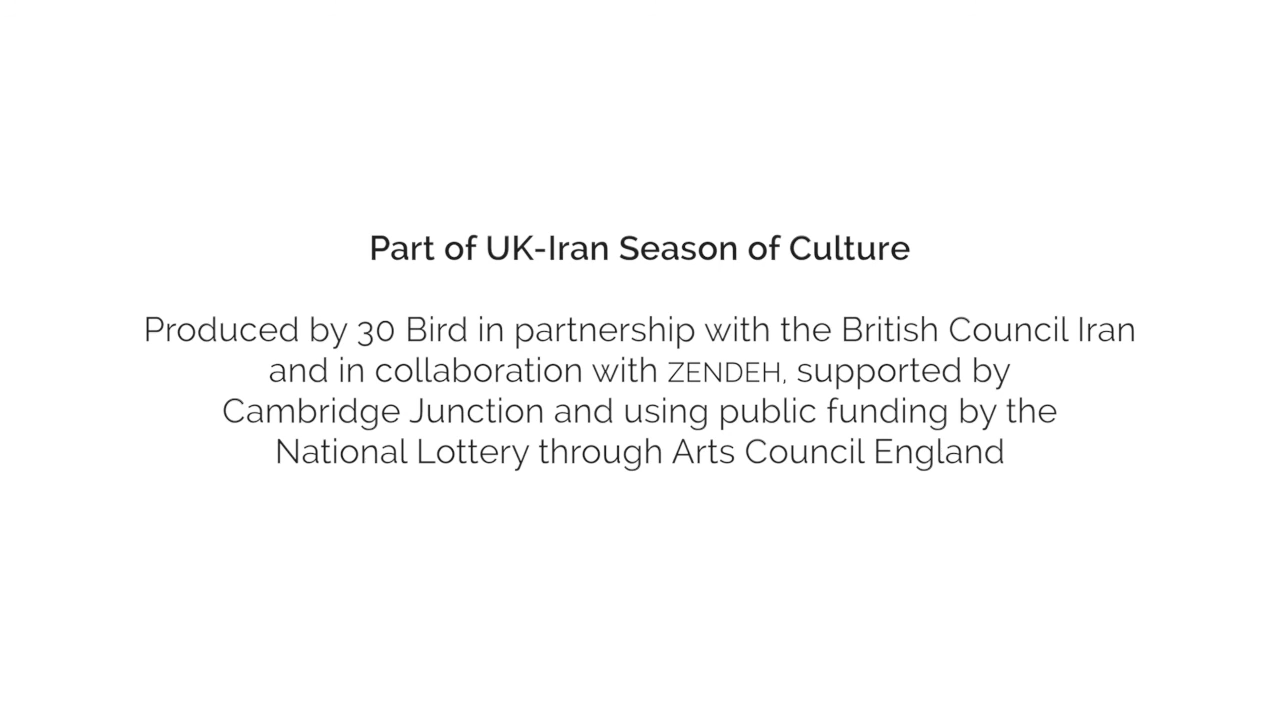 Part of UK-Iran Season of Culture
Produced by 30 Bird in partnership with the British Council Iran
and in collaboration with ZENDEH, supported by
Cambridge Junction and using public funding by the
National Lottery through Arts Council England